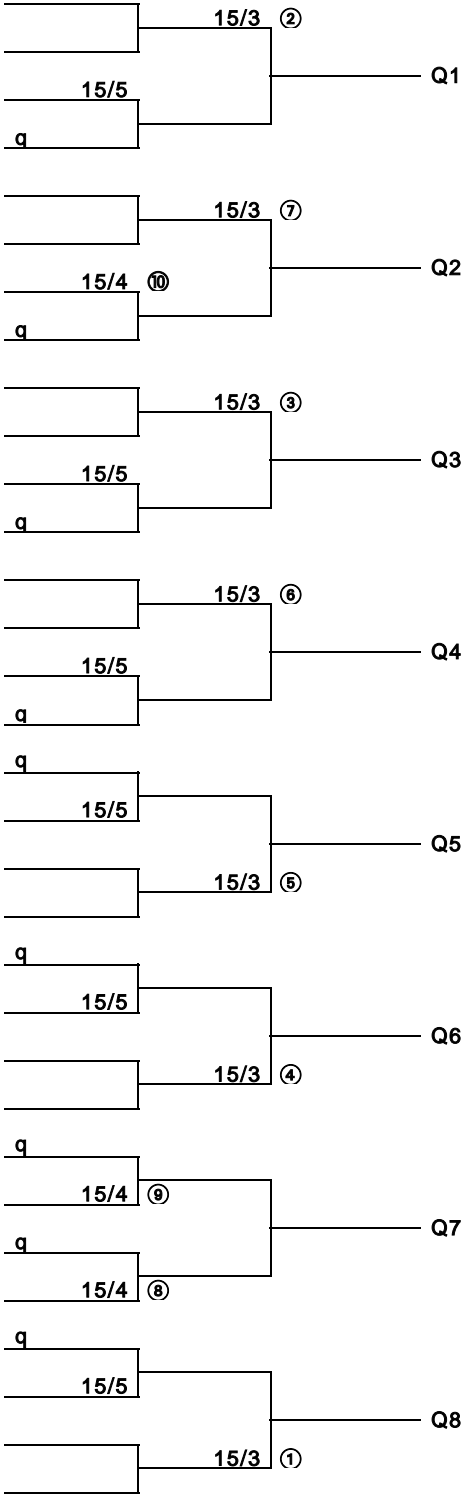 15/3 ②
Q1
15/5
q
15/3 ⑦
Q2
15/4 ⑩
q
15/3 ③
Q3
15/5
q
15/3 ⑥
Q4
15/5
q
q
15/5
Q5
15/3 ⑤
q
15/5
Q6
15/3 ④
q
15/4 ⑨
Q7
q
15/4 ⑧
q
15/5
Q8
15/3 ①